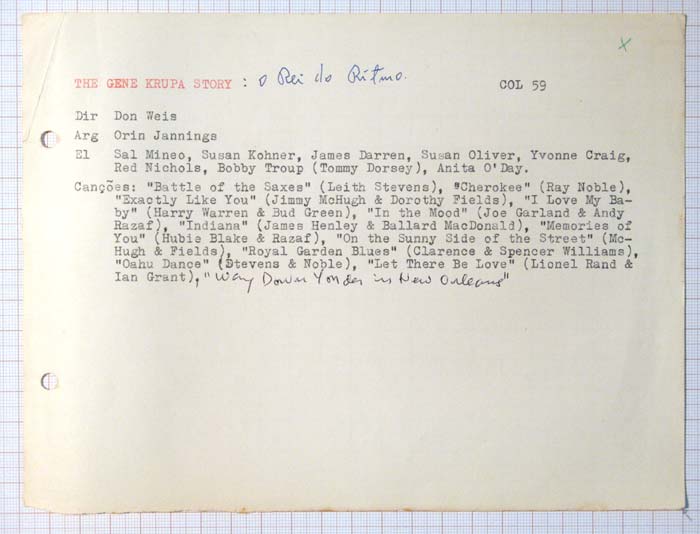 x
THE GENE KRUPA STORY : O Rei do Ritmo. COL 59
Dir Don Weis
Arg Orin Jannings
El Sal Mineo, Susan Kohner, James Darren, Susan Oliver, Yvonne Craig,
Red Nichols, Bobby Troup (Tommy Dorsey), Anita O'Day.
Canções: "Battle of the Saxes" (Leith Stevens), "Cherokee" (Ray Noble),
"Exactly Like You" (Jimmy McHugh & Dorothy Fields), "I Love My Ba-
by" (Harry Warren & Bud Green), "In the Mood" (Joe Garland & Andy
Razaf), "Indiana" (James Henley & Ballard MacDonald), "Memories of
You" (Hubie Blake & Razaf), "On the Sunny Side of the Street" (Mc-
Hugh & Fields), "Royal Garden Blues" (Clarence & Spencer Williams),
"Oahu Dance" (Stevens & Noble), "Let There Be Love" (Lionel Rand &
Ian Grant), "Way Down Yonder in New Orleans"